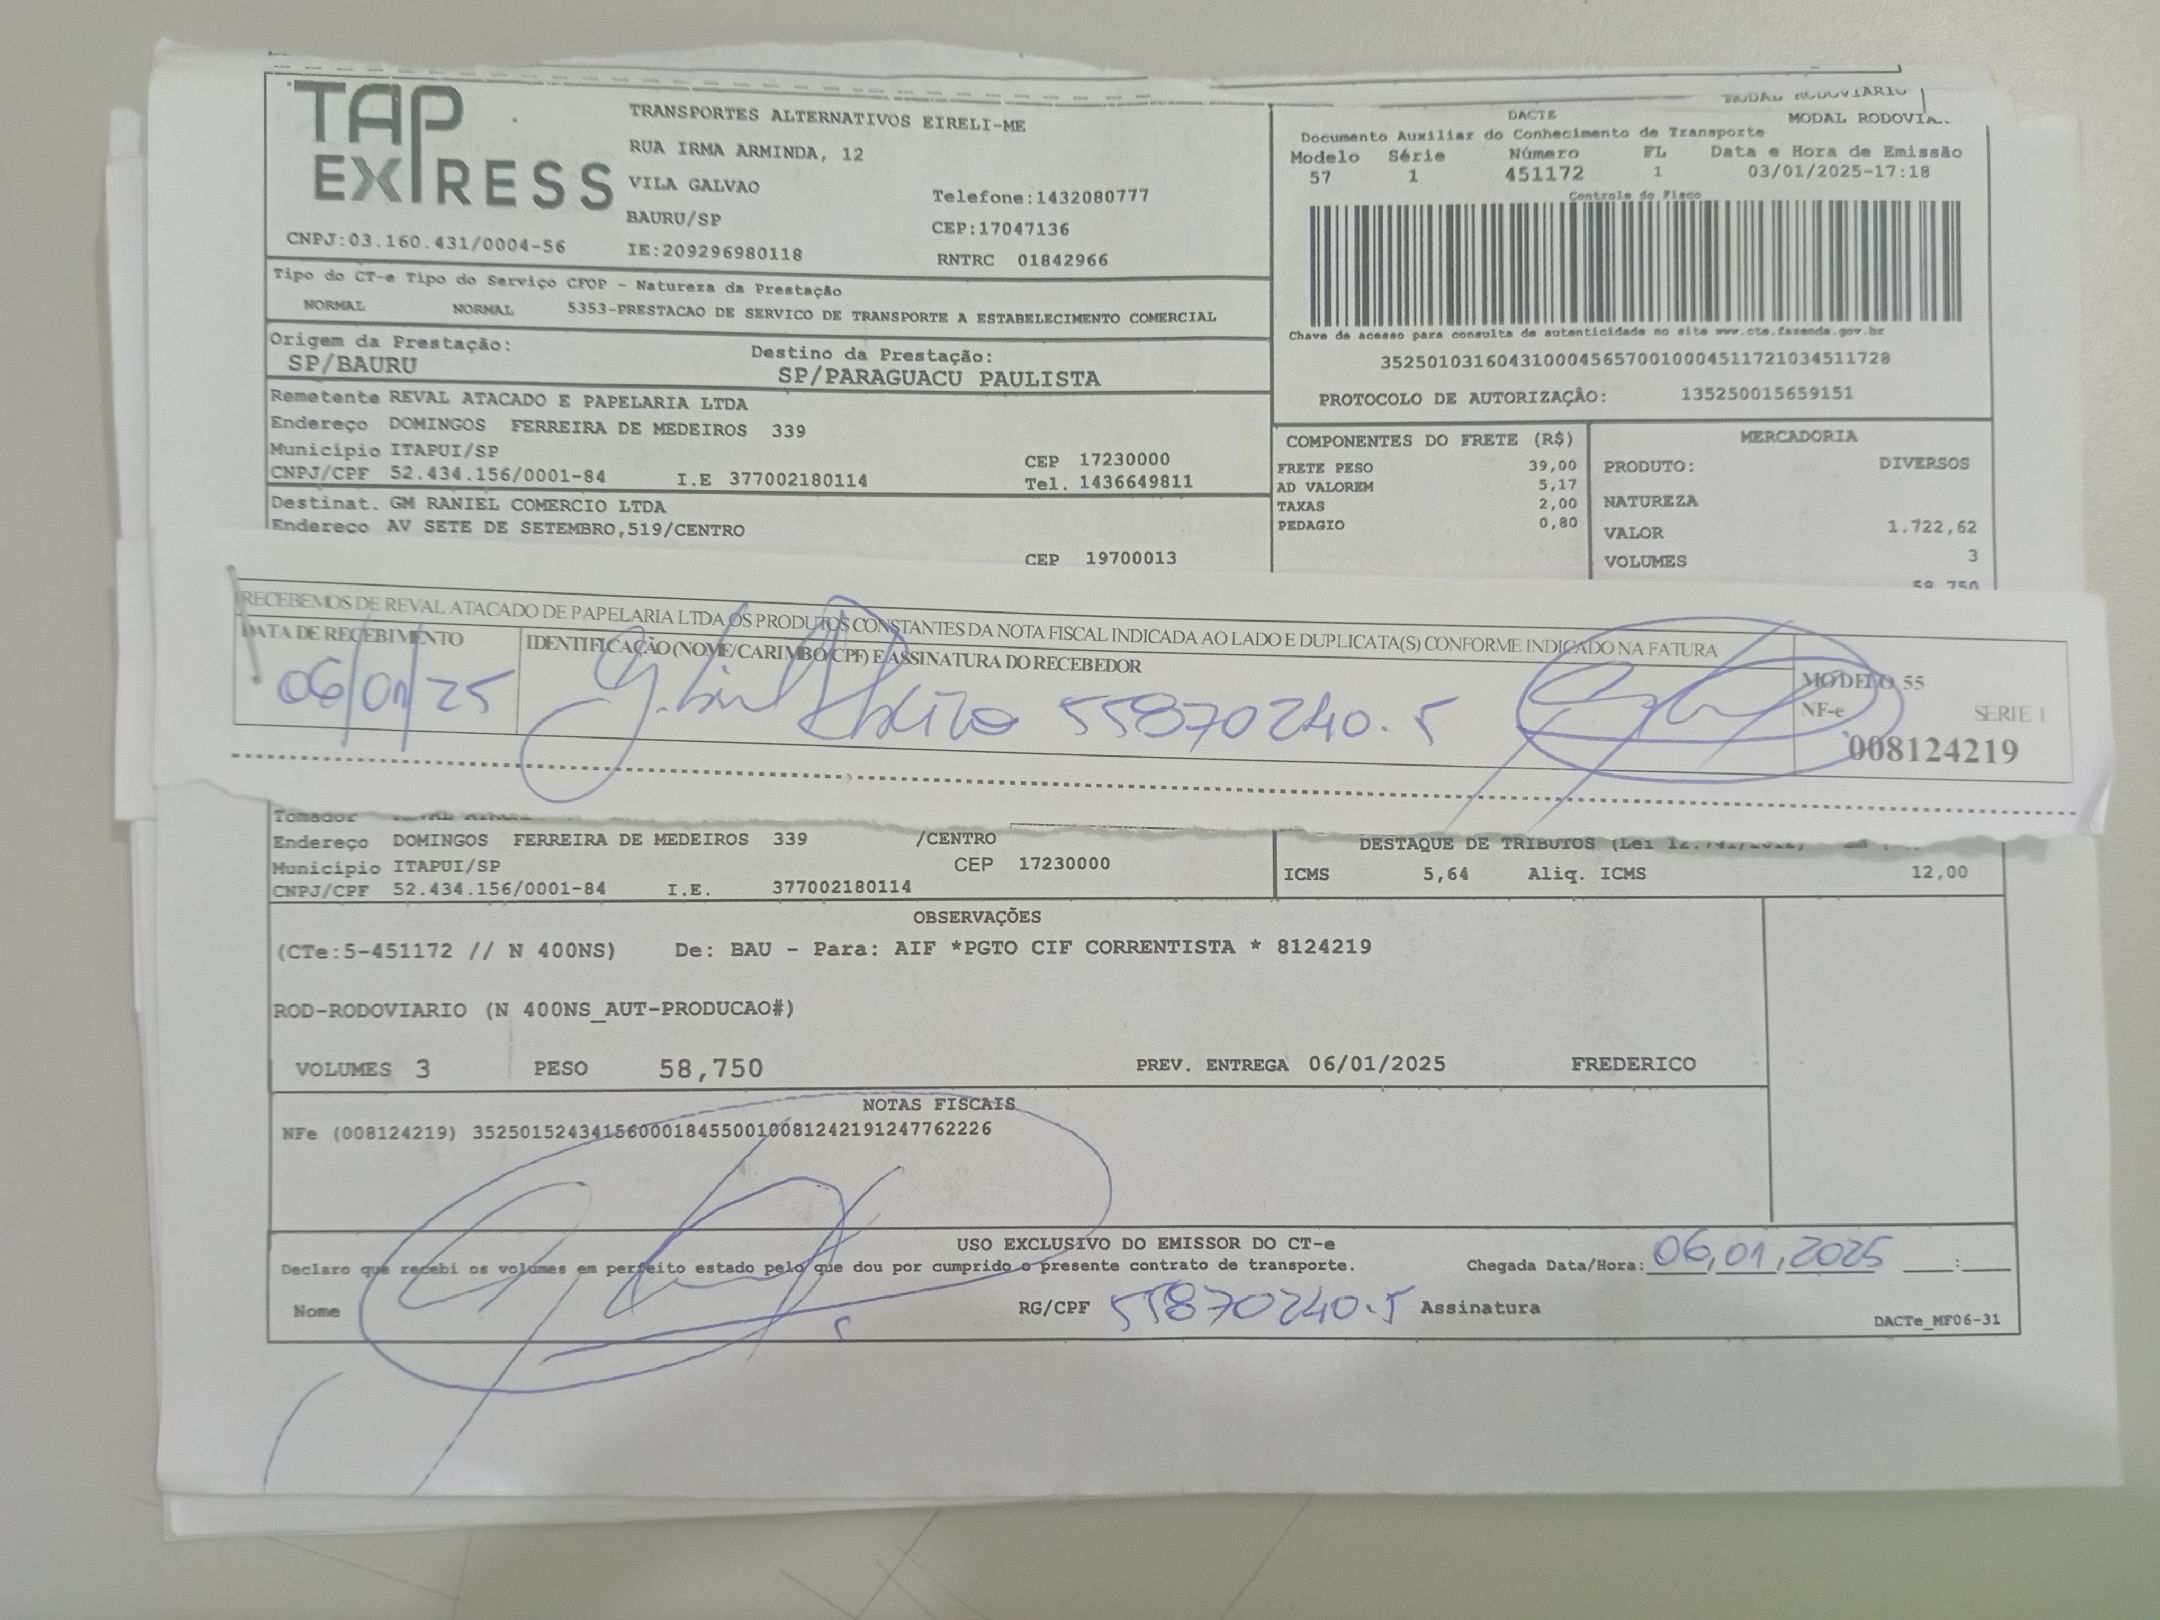 TAP EXPRESS
TRANSPORTES ALTERNATIVOS EIRELI-ME
RUA IRMA ARMINDA, 12
VILA GALVAO
Telefone:1432080777
BAURU/SP
CEP:17047136
CNPJ:03.160.431/0004-56
IE:209296980118
RNTRC 01842966
MODAL RODOVIARIO
DACTE
MODAL RODOVIA
Documento Auxiliar do Conhecimento de Transporte
Modelo Série Número FL Data e Hora de Emissão
57 1 451172 1 03/01/2025-17:18
Controle do Fisco
Chave de acesso para consulta de autenticidade no site www.cte.fazenda.gov.br
35250103160431000456570010004511721034511728
PROTOCOLO DE AUTORIZAÇÃO: 135250015659151
Tipo do CT-e Tipo do Serviço CFOP - Natureza da Prestação
NORMAL NORMAL 5353-PRESTACAO DE SERVICO DE TRANSPORTE A ESTABELECIMENTO COMERCIAL
Origem da Prestação: Destino da Prestação:
SP/BAURU SP/PARAGUACU PAULISTA
Remetente REVAL ATACADO E PAPELARIA LTDA
Endereço DOMINGOS FERREIRA DE MEDEIROS 339
Município ITAPUI/SP CEP 17230000
CNPJ/CPF 52.434.156/0001-84 I.E 377002180114 Tel. 1436649811
Destinat. GM RANIEL COMERCIO LTDA
Endereço AV SETE DE SETEMBRO,519/CENTRO
CEP 19700013
COMPONENTES DO FRETE (R$)
FRETE PESO 39,00
AD VALOREM 5,17
TAXAS 2,00
PEDAGIO 0,80
MERCADORIA
PRODUTO: DIVERSOS
NATUREZA
VALOR 1.722,62
VOLUMES 3
58,750
RECEBEMOS DE REVAL ATACADO DE PAPELARIA LTDA OS PRODUTOS CONSTANTES DA NOTA FISCAL INDICADA AO LADO E DUPLICATA(S) CONFORME INDICADO NA FATURA
DATA DE RECEBIMENTO
IDENTIFICAÇÃO (NOME/CARIMBO/CPF) E ASSINATURA DO RECEBEDOR
06/01/25
55870240.5
MODELO 55
NF-e SÉRIE 1
008124219
Tomador
Endereço DOMINGOS FERREIRA DE MEDEIROS 339 /CENTRO
Município ITAPUI/SP CEP 17230000
CNPJ/CPF 52.434.156/0001-84 I.E. 377002180114
DESTAQUE DE TRIBUTOS (Lei 12.741/2012)
ICMS 5,64 Aliq. ICMS 12,00
OBSERVAÇÕES
(CTe:5-451172 // N 400NS) De: BAU - Para: AIF *PGTO CIF CORRENTISTA * 8124219
ROD-RODOVIARIO (N 400NS_AUT-PRODUCAO#)
VOLUMES 3 PESO 58,750 PREV. ENTREGA 06/01/2025 FREDERICO
NOTAS FISCAIS
NFe (008124219) 35250152434156000184550010081242191247762226
USO EXCLUSIVO DO EMISSOR DO CT-e
Declaro que recebi os volumes em perfeito estado pelo que dou por cumprido o presente contrato de transporte. Chegada Data/Hora: 06,01,2025 __:__
Nome RG/CPF 55870240.5 Assinatura
DACTe_MF06-31